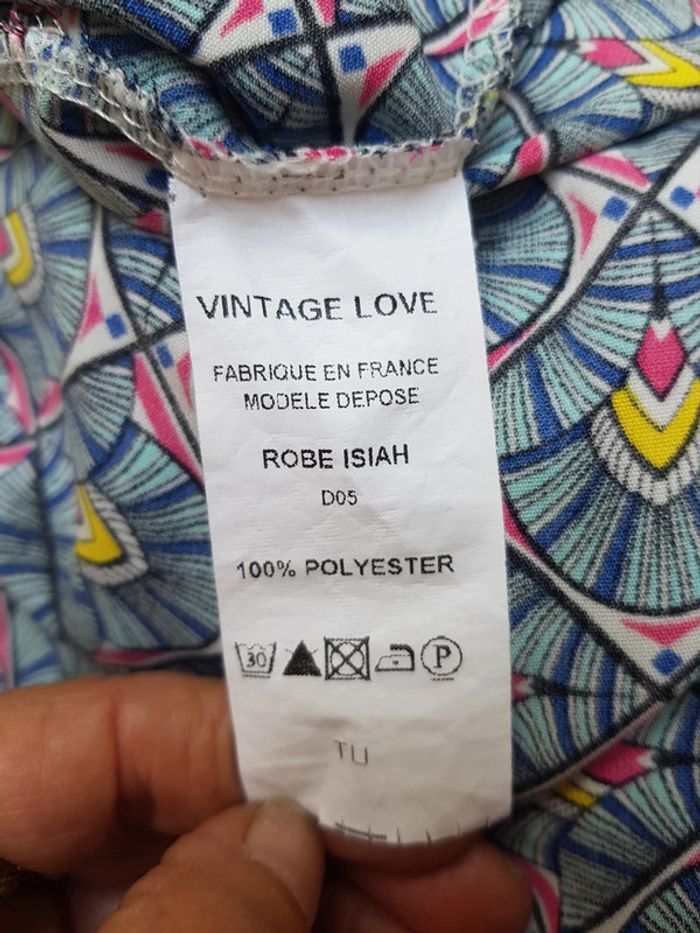 VINTAGE LOVE
FABRIQUE EN FRANCE
MODELE DEPOSE
ROBE ISIAH
D05
100% POLYESTER
30 P
TU